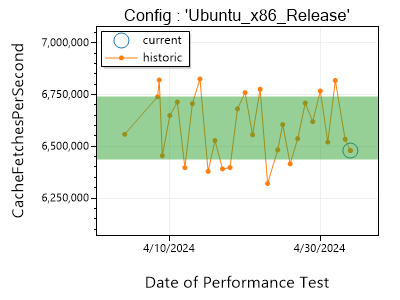 Config : 'Ubuntu_x86_Release'
CacheFetchesPerSecond
7,000,000
6,750,000
6,500,000
6,250,000
current
historic
4/10/2024
4/30/2024
Date of Performance Test